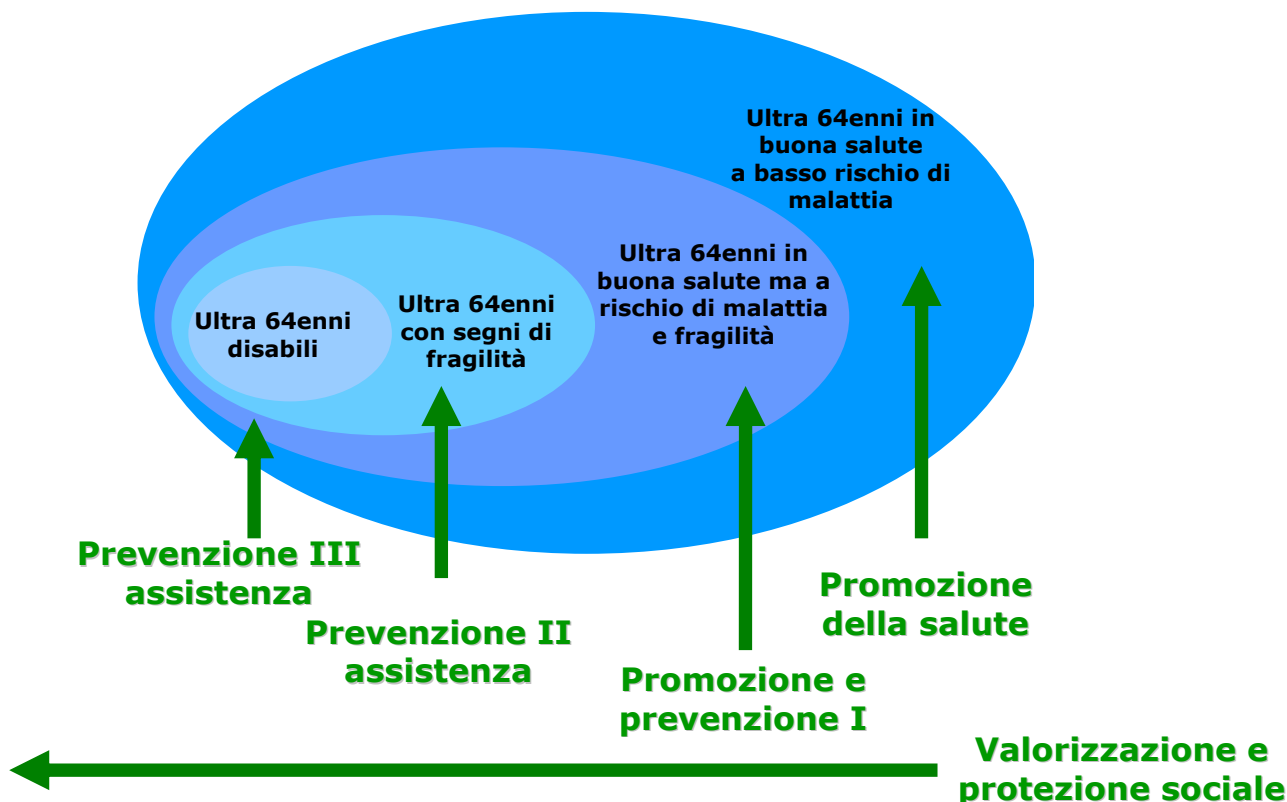 Ultra 64enni in
buona salute
a basso rischio di
malattia
Ultra 64enni in
buona salute ma a
rischio di malattia
e fragilità
Ultra 64enni
con segni di
fragilità
Ultra 64enni
disabili
Prevenzione III
assistenza
Prevenzione II
assistenza
Promozione e
prevenzione I
Promozione
della salute
Valorizzazione e
protezione sociale